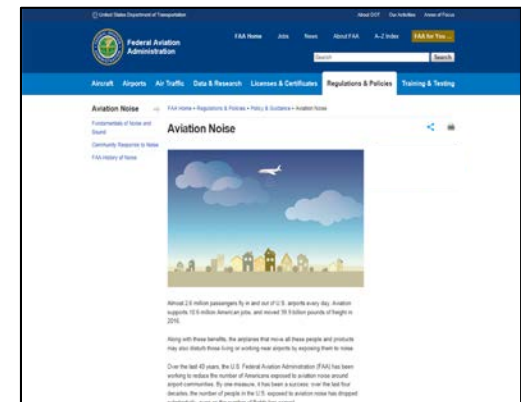 United States Department of Transportation
About DOT Our Activities Areas of Focus
Federal Aviation
Administration
FAA Home Jobs News About FAA A-Z Index FAA for You ...
Search
Search
Aircraft Airports Air Traffic Data & Research Licenses & Certificates Regulations & Policies Training & Testing
Aviation Noise
Fundamentals of Noise and
Sound
Community Response to Noise
FAA History of Noise
FAA Home ▸ Regulations & Policies ▸ Policy & Guidance ▸ Aviation Noise
Aviation Noise
Almost 2.6 million passengers fly in and out of U.S. airports every day. Aviation
supports 10.6 million American jobs, and moved 39.9 billion pounds of freight in
2016.
Along with these benefits, the airplanes that move all these people and products
may also disturb those living or working near airports by exposing them to noise.
Over the last 40 years, the U.S. Federal Aviation Administration (FAA) has been
working to reduce the number of Americans exposed to aviation noise around
airport communities. By one measure, it has been a success: over the last four
decades, the number of people in the U.S. exposed to aviation noise has dropped